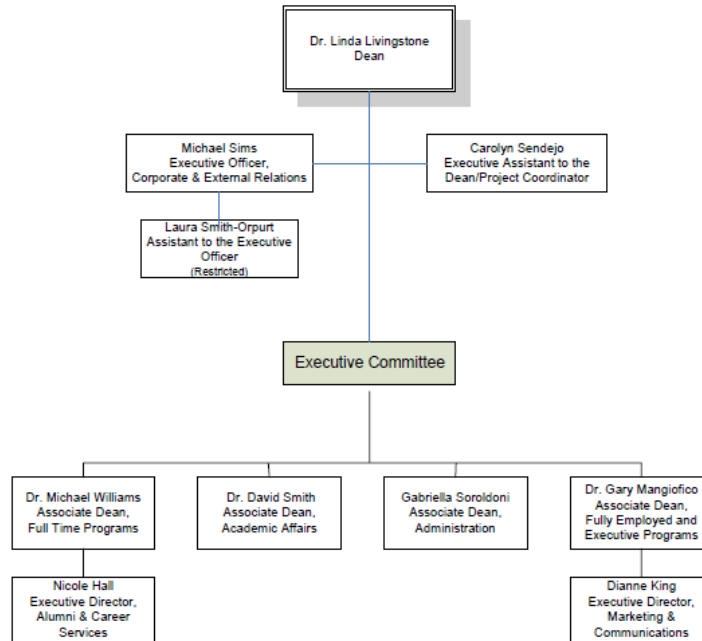 Dr. Linda Livingstone
Dean
Michael Sims
Executive Officer,
Corporate & External Relations
Carolyn Sendejo
Executive Assistant to the
Dean/Project Coordinator
Laura Smith-Orpurt
Assistant to the Executive
Officer
(Restricted)
Executive Committee
Dr. Michael Williams
Associate Dean,
Full Time Programs
Dr. David Smith
Associate Dean,
Academic Affairs
Gabriella Soroldoni
Associate Dean,
Administration
Dr. Gary Mangiofico
Associate Dean,
Fully Employed and
Executive Programs
Nicole Hall
Executive Director,
Alumni & Career
Services
Dianne King
Executive Director,
Marketing &
Communications